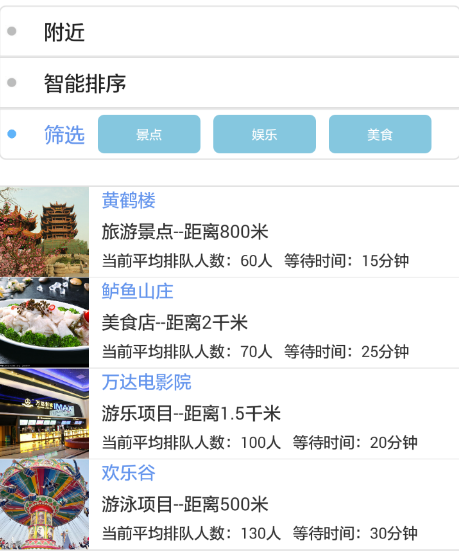 附近
智能排序
筛选 景点 娱乐 美食
黄鹤楼
旅游景点--距离800米
当前平均排队人数：60人 等待时间：15分钟
鲈鱼山庄
美食店--距离2千米
当前平均排队人数：70人 等待时间：25分钟
万达电影院
游乐项目--距离1.5千米
当前平均排队人数：100人 等待时间：20分钟
欢乐谷
游泳项目--距离500米
当前平均排队人数：130人 等待时间：30分钟